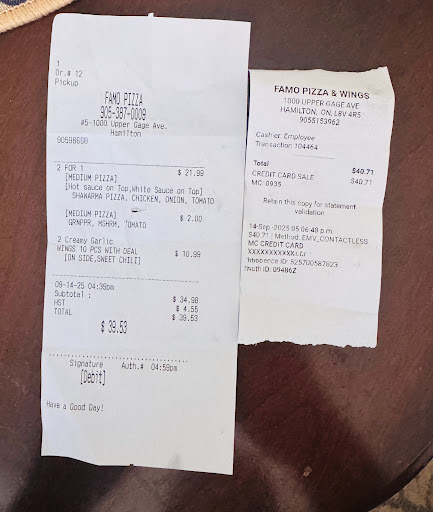 1
Or.# 12
Pickup
FAMO PIZZA
905-387-0009
#5-1000 Upper Gage Ave.
Hamilton
2 FOR 1 $ 21.99
[MEDIUM PIZZA]
[Hot sauce on Top,White Sauce on Top]
SHAWARMA PIZZA, CHICKEN, ONION, TOMATO
[MEDIUM PIZZA] $ 2.00
GRNPPR, MSHRM, TOMATO
2 Creamy Garlic
WINGS 10 PCS WITH DEAL $ 10.99
[ON SIDE,SWEET CHILI]
09-14-25 04:39pm
Subtotal : $ 34.98
HST $ 4.55
TOTAL $ 39.53
$ 39.53
Signature Auth.# 04:59pm
[Debit]
Have a Good Day!
FAMO PIZZA & WINGS
1000 UPPER GAGE AVE
HAMILTON, ON, L8V 4R5
9055153962
Cashier: Employee
Transaction 104464
Total $40.71
CREDIT CARD SALE $40.71
MC 0935
Retain this copy for statement
validation
14-Sep.-2025 05:06:48 p.m.
$40.71 | Method: EMV_CONTACTLESS
MC CREDIT CARD
ID: 525700587823
ID: 09486Z